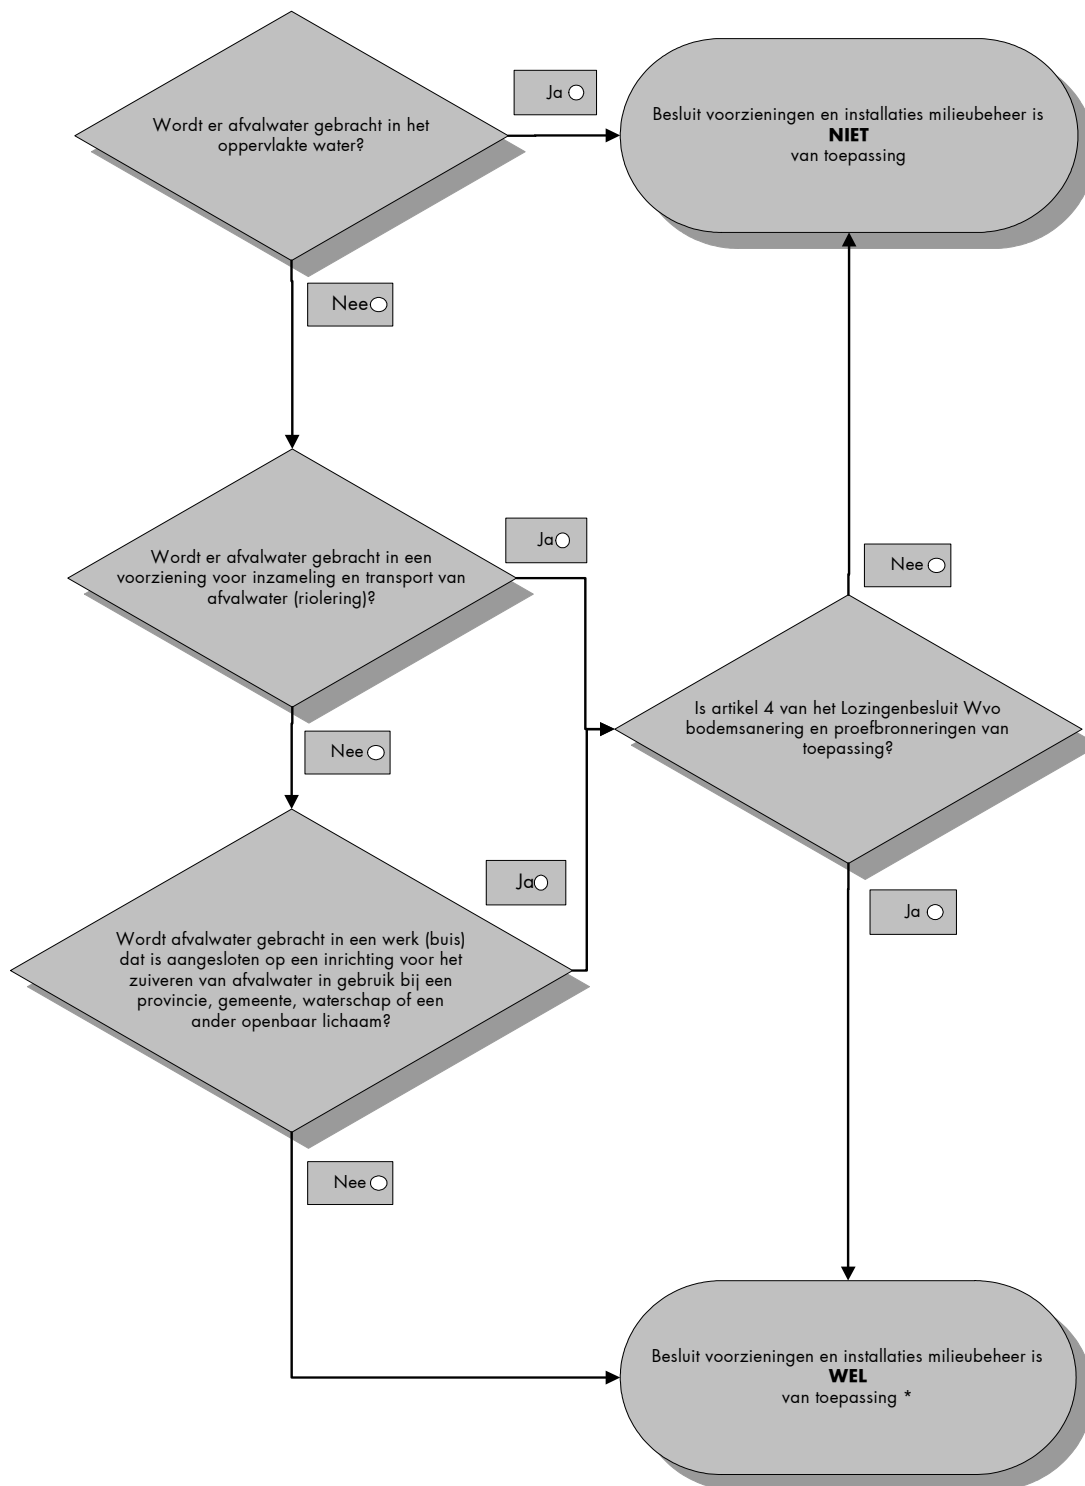 Wordt er afvalwater gebracht in het
oppervlakte water?
Ja
Besluit voorzieningen en installaties milieubeheer is
NIET
van toepassing
Nee
Wordt er afvalwater gebracht in een
voorziening voor inzameling en transport van
afvalwater (riolering)?
Ja
Nee
Is artikel 4 van het Lozingenbesluit Wvo
bodemsanering en proefbronneringen van
toepassing?
Nee
Ja
Wordt afvalwater gebracht in een werk (buis)
dat is aangesloten op een inrichting voor het
zuiveren van afvalwater in gebruik bij een
provincie, gemeente, waterschap of een
ander openbaar lichaam?
Ja
Nee
Besluit voorzieningen en installaties milieubeheer is
WEL
van toepassing *